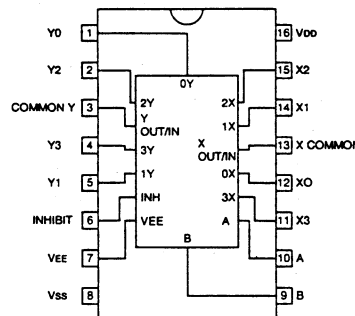 Y0 1 16 VDD
0Y
Y2 2 2Y 2X 15 X2
COMMON Y 3 Y OUT/IN 1X 14 X1
Y3 4 3Y X OUT/IN 13 X COMMON
Y1 5 1Y 0X 12 XO
INHIBIT 6 INH 3X 11 X3
VEE 7 VEE A 10 A
B
VSS 8 9 B